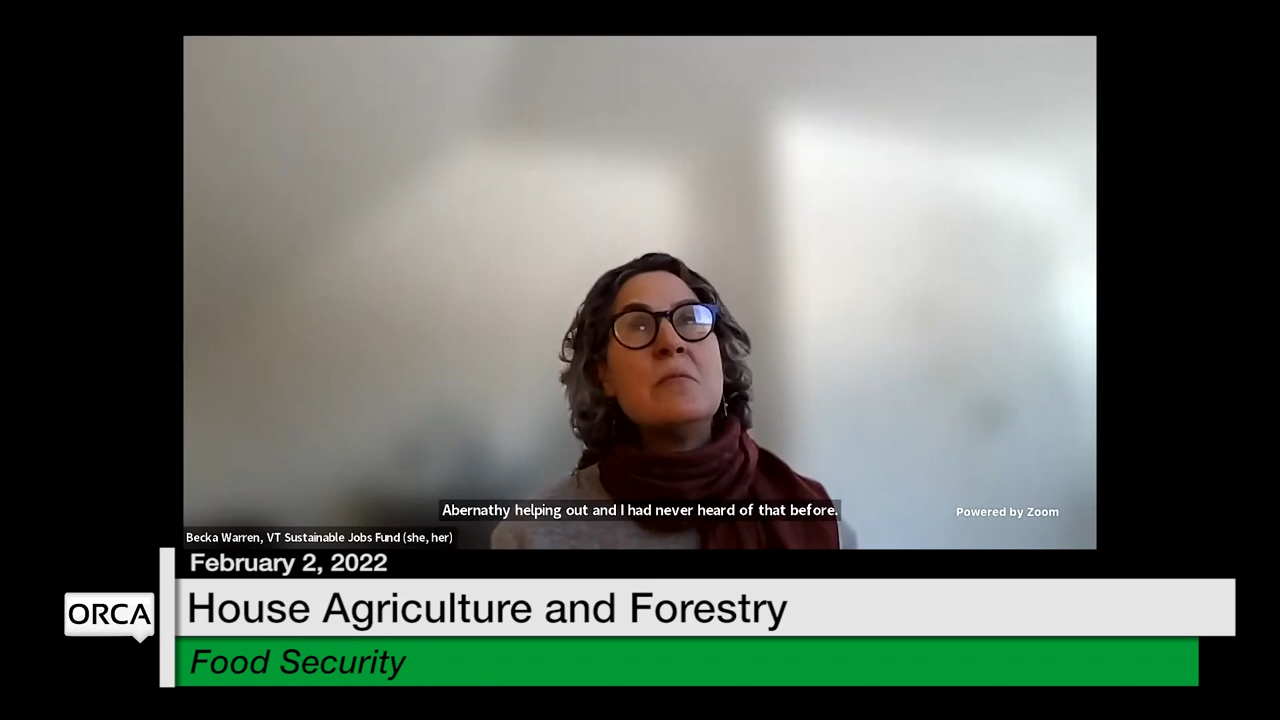 Abernathy helping out and I had never heard of that before.
Powered by Zoom
Becka Warren, VT Sustainable Jobs Fund (she, her)
February 2, 2022
ORCA
House Agriculture and Forestry
Food Security